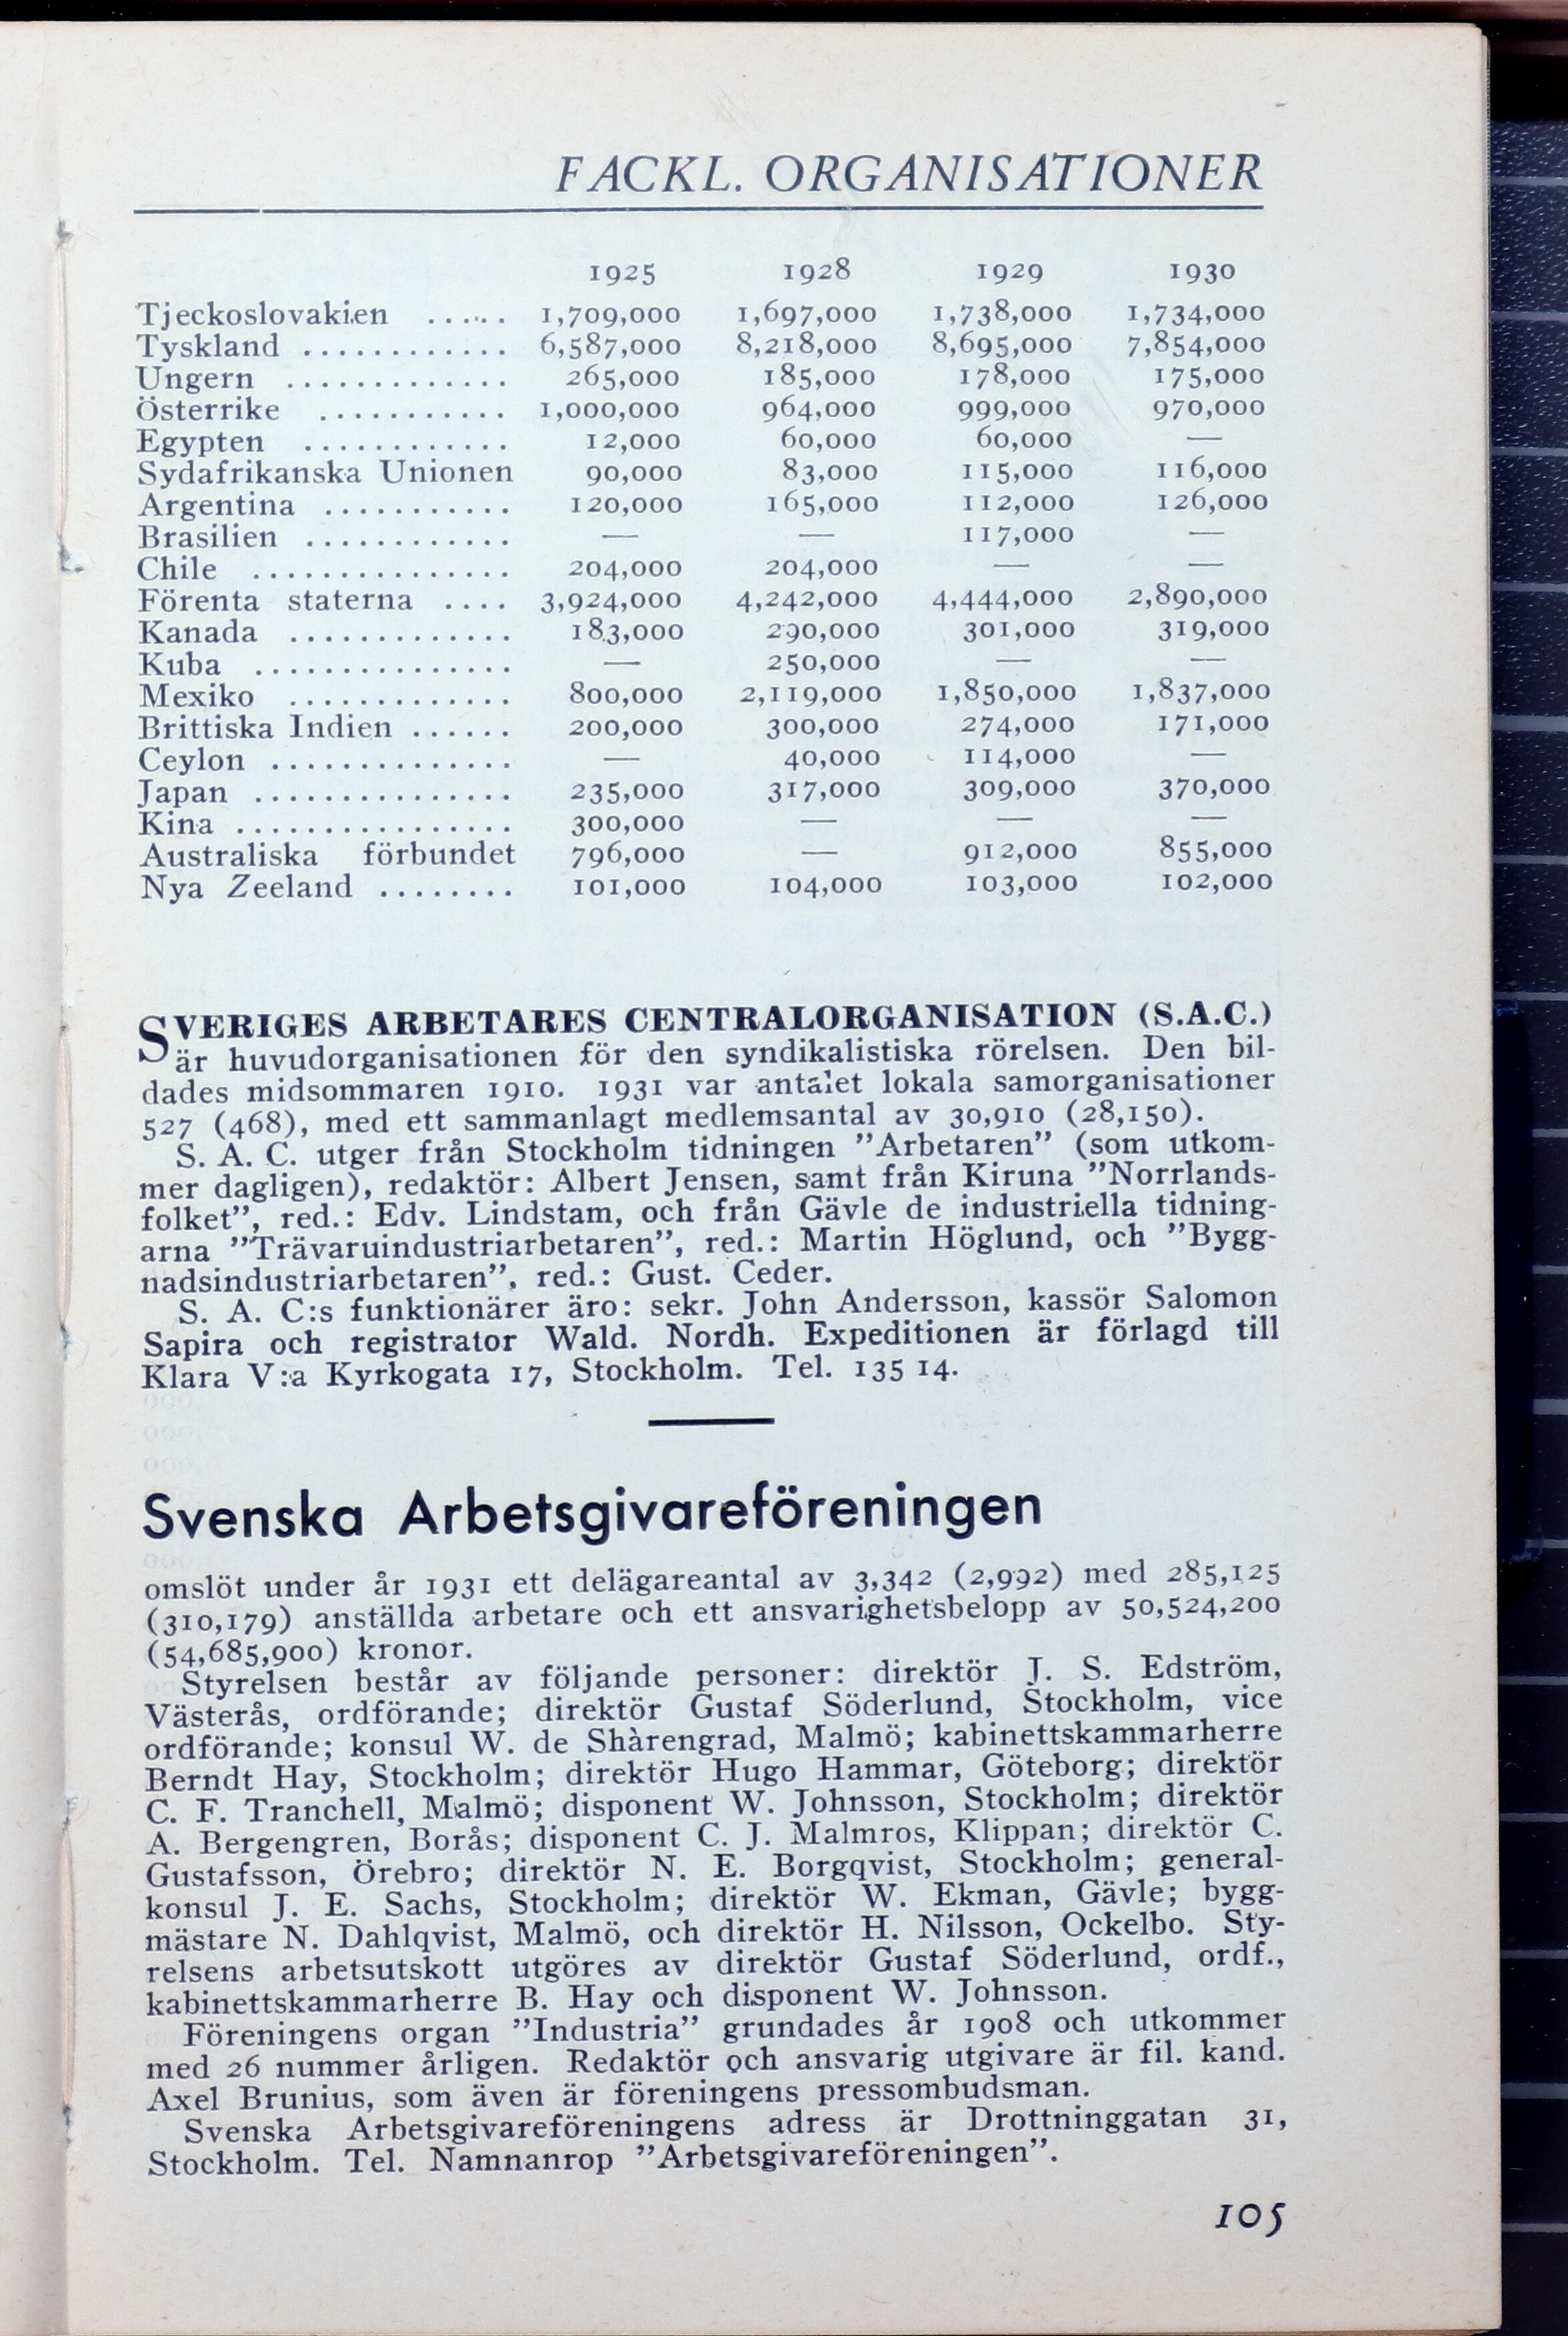 FACKL. ORGANISATIONER
1925 1928 1929 1930
Tjeckoslovakien ...... 1,709,000 1,697,000 1,738,000 1,734,000
Tyskland ............ 6,587,000 8,218,000 8,695,000 7,854,000
Ungern ............. 265,000 185,000 178,000 175,000
Österrike ........... 1,000,000 964,000 999,000 970,000
Egypten ............ 12,000 60,000 60,000 —
Sydafrikanska Unionen 90,000 83,000 115,000 116,000
Argentina ........... 120,000 165,000 112,000 126,000
Brasilien ............ — — 117,000 —
Chile ............... 204,000 204,000 — —
Förenta staterna .... 3,924,000 4,242,000 4,444,000 2,890,000
Kanada ............. 183,000 290,000 301,000 319,000
Kuba ............... — 250,000 — —
Mexiko ............. 800,000 2,119,000 1,850,000 1,837,000
Brittiska Indien ...... 200,000 300,000 274,000 171,000
Ceylon .............. — 40,000 114,000 —
Japan ............... 235,000 317,000 309,000 370,000
Kina ................ 300,000 — — —
Australiska förbundet 796,000 — 912,000 855,000
Nya Zeeland ........ 101,000 104,000 103,000 102,000
SVERIGES ARBETARES CENTRALORGANISATION (S.A.C.)
är huvudorganisationen för den syndikalistiska rörelsen. Den bil-
dades midsommaren 1910. 1931 var antalet lokala samorganisationer
527 (468), med ett sammanlagt medlemsantal av 30,910 (28,150).
S. A. C. utger från Stockholm tidningen ”Arbetaren” (som utkom-
mer dagligen), redaktör: Albert Jensen, samt från Kiruna ”Norrlands-
folket”, red.: Edv. Lindstam, och från Gävle de industriella tidning-
arna ”Trävaruindustriarbetaren”, red.: Martin Höglund, och ”Bygg-
nadsindustriarbetaren”, red.: Gust. Ceder.
S. A. C:s funktionärer äro: sekr. John Andersson, kassör Salomon
Sapira och registrator Wald. Nordh. Expeditionen är förlagd till
Klara V:a Kyrkogata 17, Stockholm. Tel. 135 14.
Svenska Arbetsgivareföreningen
omslöt under år 1931 ett delägareantal av 3,342 (2,992) med 285,125
(310,179) anställda arbetare och ett ansvarighetsbelopp av 50,524,200
(54,685,900) kronor.
Styrelsen består av följande personer: direktör J. S. Edström,
Västerås, ordförande; direktör Gustaf Söderlund, Stockholm, vice
ordförande; konsul W. de Shàrengrad, Malmö; kabinettskammarherre
Berndt Hay, Stockholm; direktör Hugo Hammar, Göteborg; direktör
C. F. Tranchell, Malmö; disponent W. Johnsson, Stockholm; direktör
A. Bergengren, Borås; disponent C. J. Malmros, Klippan; direktör C.
Gustafsson, Örebro; direktör N. E. Borgqvist, Stockholm; general-
konsul J. E. Sachs, Stockholm; direktör W. Ekman, Gävle; bygg-
mästare N. Dahlqvist, Malmö, och direktör H. Nilsson, Ockelbo. Sty-
relsens arbetsutskott utgöres av direktör Gustaf Söderlund, ordf.,
kabinettskammarherre B. Hay och disponent W. Johnsson.
Föreningens organ ”Industria” grundades år 1908 och utkommer
med 26 nummer årligen. Redaktör och ansvarig utgivare är fil. kand.
Axel Brunius, som även är föreningens pressombudsman.
Svenska Arbetsgivareföreningens adress är Drottninggatan 31,
Stockholm. Tel. Namnanrop ”Arbetsgivareföreningen”.
105